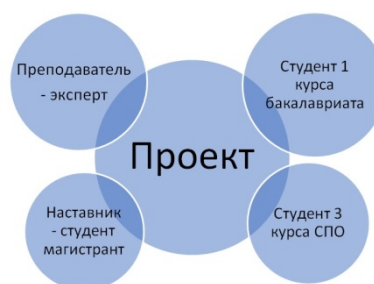 Преподаватель
- эксперт
Студент 1
курса
бакалавриата
Проект
Наставник
- студент
магистрант
Студент 3
курса СПО